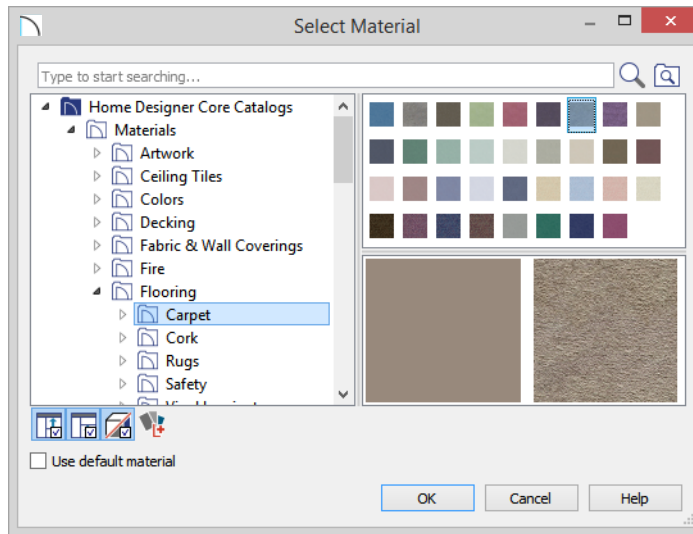 Select Material
Type to start searching...
Home Designer Core Catalogs
Materials
Artwork
Ceiling Tiles
Colors
Decking
Fabric & Wall Coverings
Fire
Flooring
Carpet
Cork
Rugs
Safety
Use default material
OK
Cancel
Help